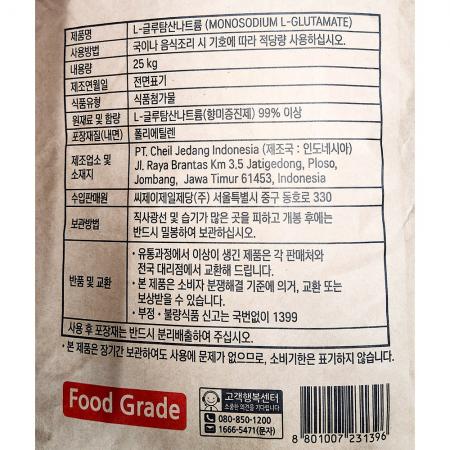 제품명 L-글루탐산나트륨 (MONOSODIUM L-GLUTAMATE)
사용방법 국이나 음식조리 시 기호에 따라 적당량 사용하십시오.
내용량 25 kg
제조연월일 전면표기
식품유형 식품첨가물
원재료 및 함량 L-글루탐산나트륨(향미증진제) 99% 이상
포장재질(내면) 폴리에틸렌
제조업소 및 소재지
PT. Cheil Jedang Indonesia (제조국 : 인도네시아)
Jl. Raya Brantas Km 3.5 Jatigedong, Ploso,
Jombang, Jawa Timur 61453, Indonesia
수입판매원 씨제이제일제당(주) 서울특별시 중구 동호로 330
보관방법 직사광선 및 습기가 많은 곳을 피하고 개봉 후에는
반드시 밀봉하여 보관하십시오.
반품 및 교환
· 유통과정에서 이상이 생긴 제품은 각 판매처와
전국 대리점에서 교환해 드립니다.
· 본 제품은 소비자 분쟁해결 기준에 의거, 교환 또는
보상받을 수 있습니다.
· 부정·불량식품 신고는 국번없이 1399
사용 후 포장재는 반드시 분리배출하여 주십시오.
· 본 제품은 장기간 보관하여도 사용에 문제가 없으므로, 소비기한은 표기하지 않습니다.
Food Grade
고객행복센터
소중한 의견을 기다립니다
080-850-1200
1666-5471(문자)
8 801007 231396